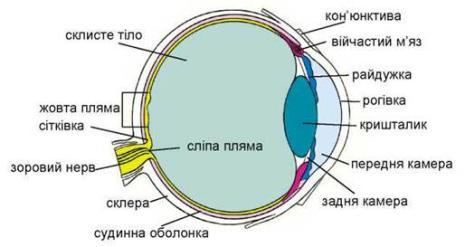 кон'юнктива
склисте тіло
війчастий м'яз
райдужка
жовта пляма
рогівка
сітківка
кришталик
сліпа пляма
зоровий нерв
передня камера
склера
задня камера
судинна оболонка